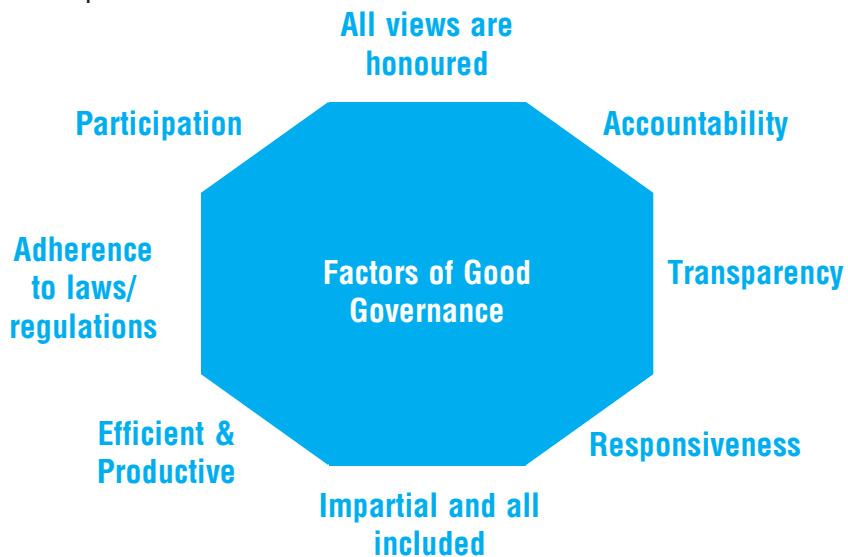 All views are
honoured
Participation
Accountability
Adherence
to laws/
regulations
Factors of Good
Governance
Transparency
Efficient &
Productive
Responsiveness
Impartial and all
included